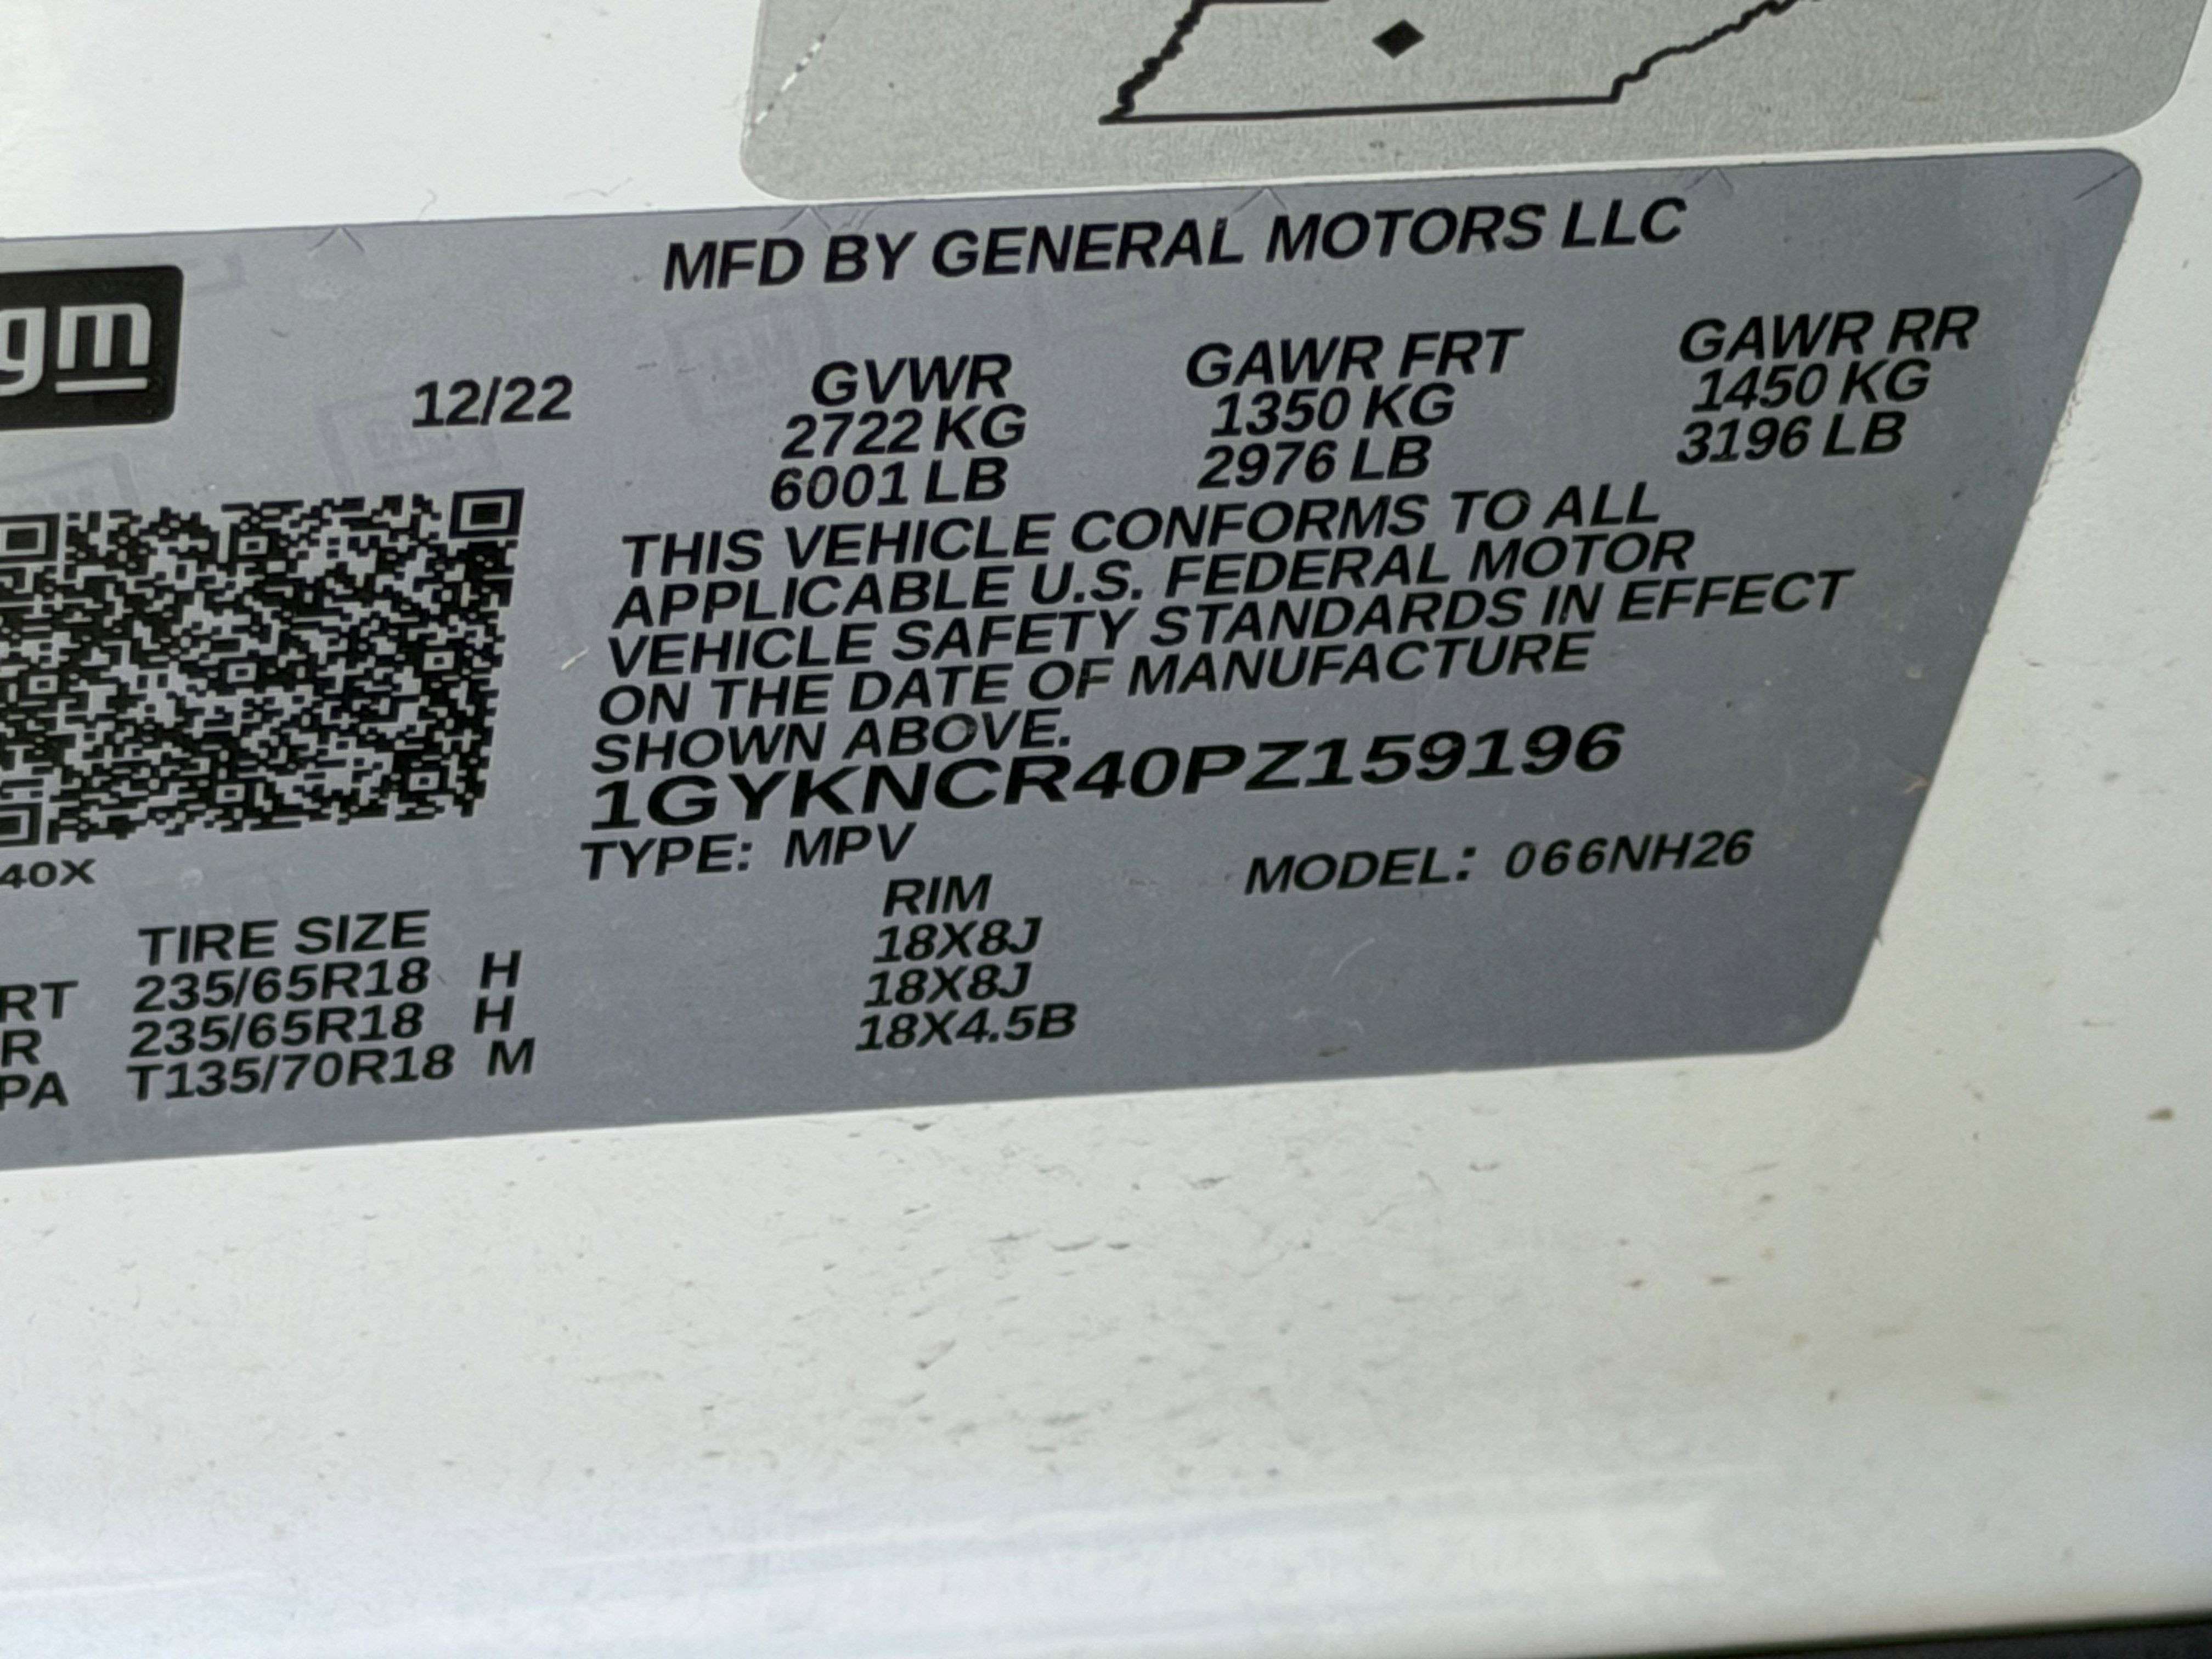 MFD BY GENERAL MOTORS LLC
gm
12/22
GVWR GAWR FRT GAWR RR
2722 KG 1350 KG 1450 KG
6001 LB 2976 LB 3196 LB
THIS VEHICLE CONFORMS TO ALL
APPLICABLE U.S. FEDERAL MOTOR
VEHICLE SAFETY STANDARDS IN EFFECT
ON THE DATE OF MANUFACTURE
SHOWN ABOVE.
1GYKNCR40PZ159196
TYPE: MPV MODEL: 066NH26
40X
TIRE SIZE RIM
RT 235/65R18 H 18X8J
R 235/65R18 H 18X8J
PA T135/70R18 M 18X4.5B